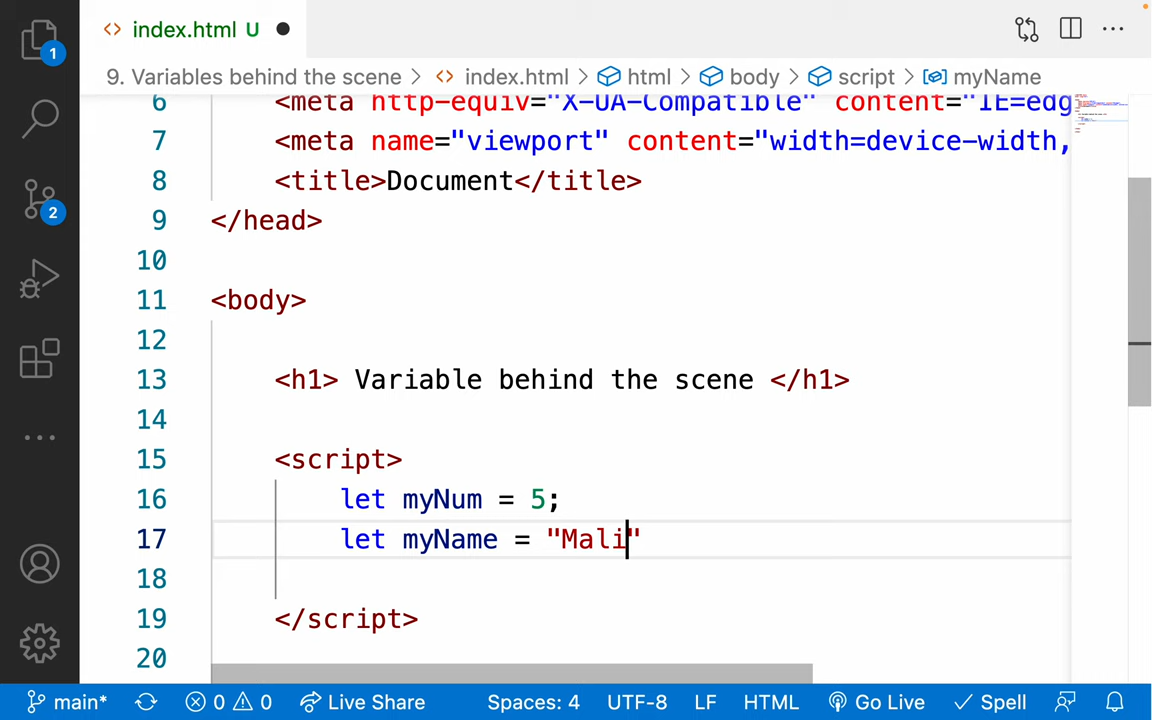 index.html U
9. Variables behind the scene > index.html > html > body > script > myName
6 <meta http-equiv="X-UA-Compatible" content="IE=edg
7 <meta name="viewport" content="width=device-width,
8 <title>Document</title>
9 </head>
10
11 <body>
12
13 <h1> Variable behind the scene </h1>
14
15 <script>
16 let myNum = 5;
17 let myName = "Mali"
18
19 </script>
20
1
2
main* 0 0 Live Share Spaces: 4 UTF-8 LF HTML Go Live Spell